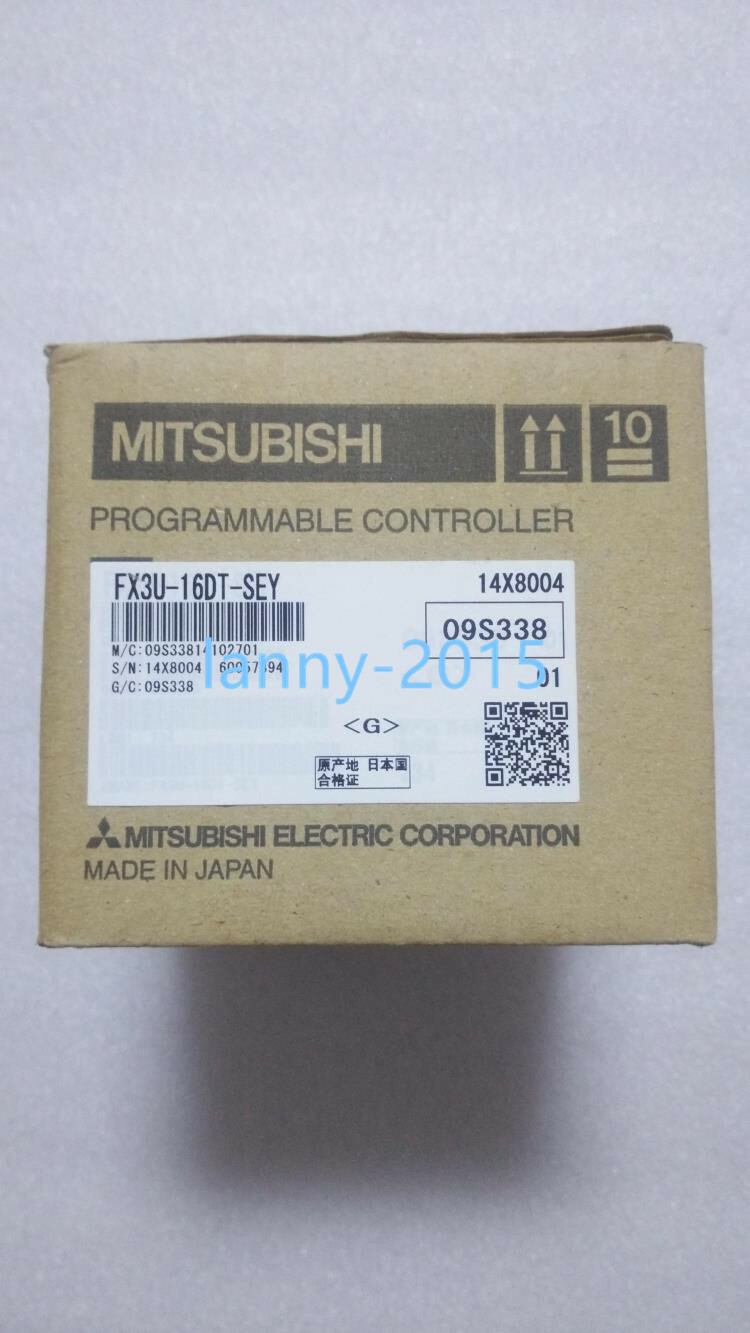 MITSUBISHI
10
PROGRAMMABLE CONTROLLER
FX3U-16DT-SEY 14X8004
09S338
M/C:09S33814102701
S/N:14X8004
G/C:09S338
lanny-2015
01
<G>
原产地 日本国
合格证
MITSUBISHI ELECTRIC CORPORATION
MADE IN JAPAN